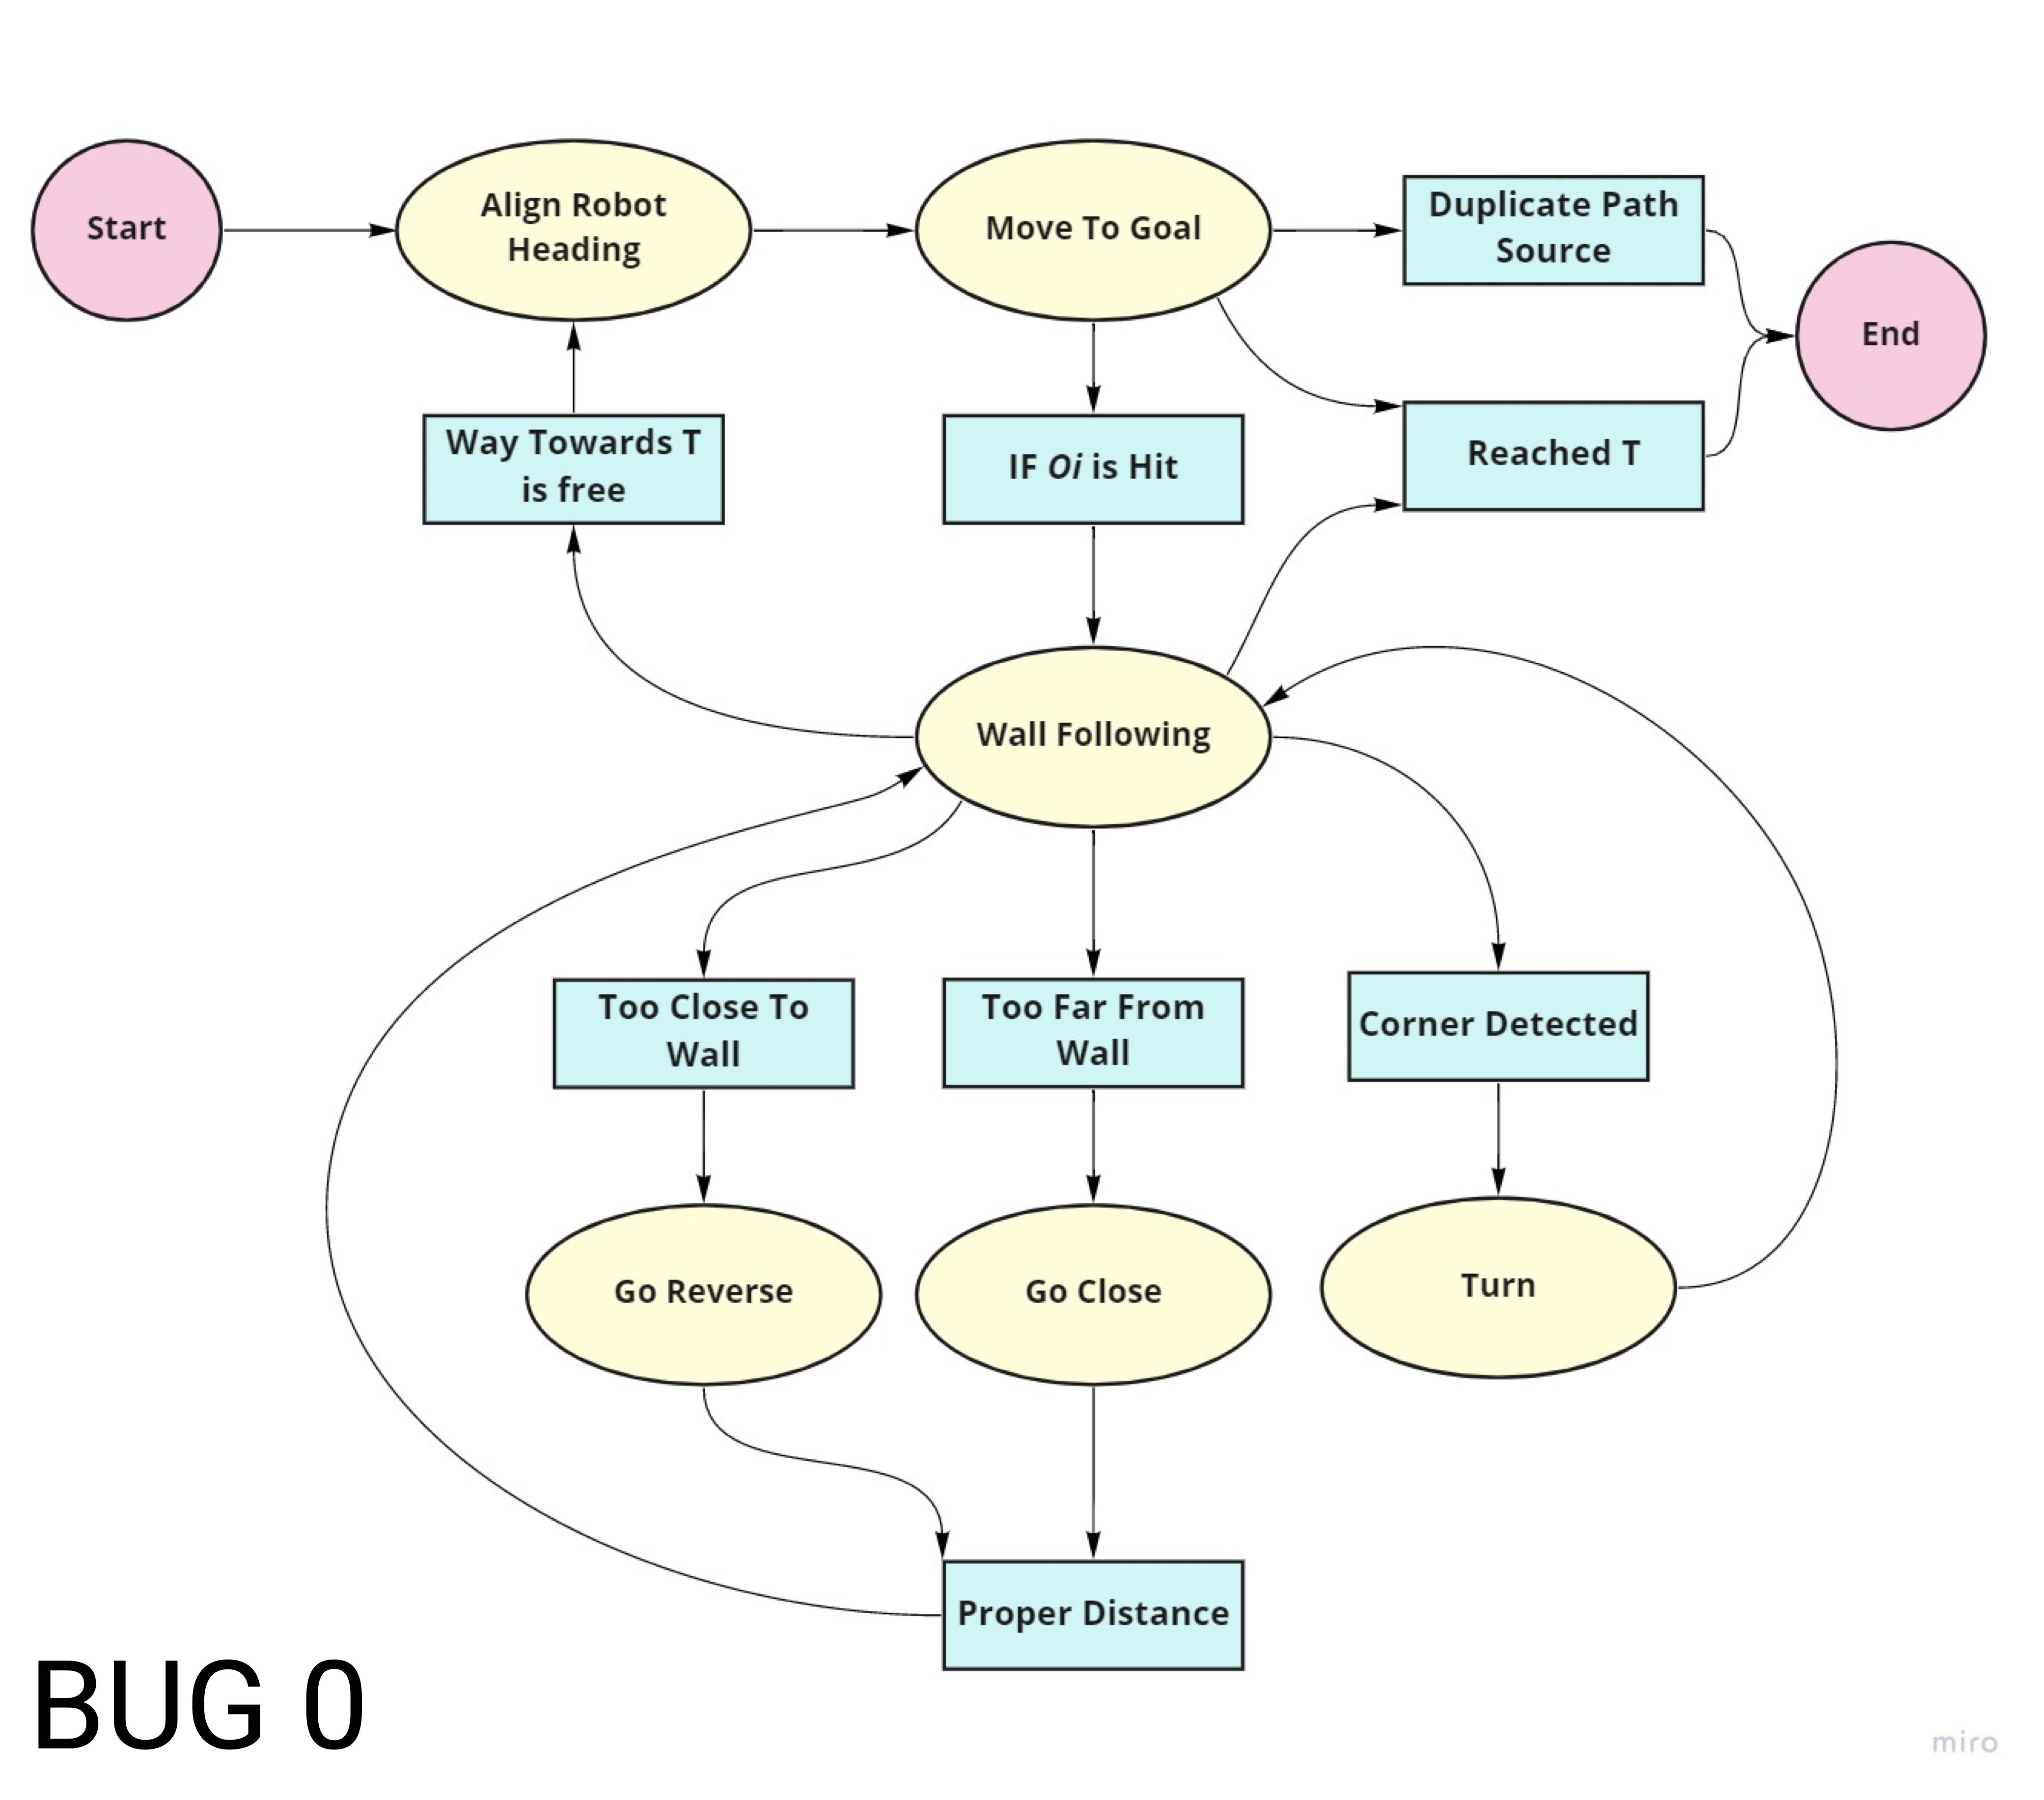 Start
Align Robot
Heading
Move To Goal
Duplicate Path
Source
End
Way Towards T
is free
IF Oi is Hit
Reached T
Wall Following
Too Close To
Wall
Too Far From
Wall
Corner Detected
Go Reverse
Go Close
Turn
Proper Distance
BUG 0
miro